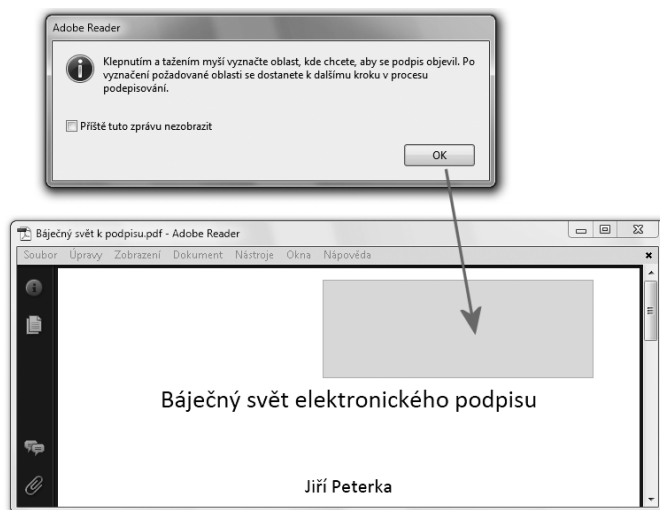 Adobe Reader
Klepnutím a tažením myší vyznačte oblast, kde chcete, aby se podpis objevil. Po
vyznačení požadované oblasti se dostanete k dalšímu kroku v procesu
podepisování.
Příště tuto zprávu nezobrazit
OK
Báječný svět k podpisu.pdf - Adobe Reader
Soubor Úpravy Zobrazení Dokument Nástroje Okna Nápověda
Báječný svět elektronického podpisu
Jiří Peterka